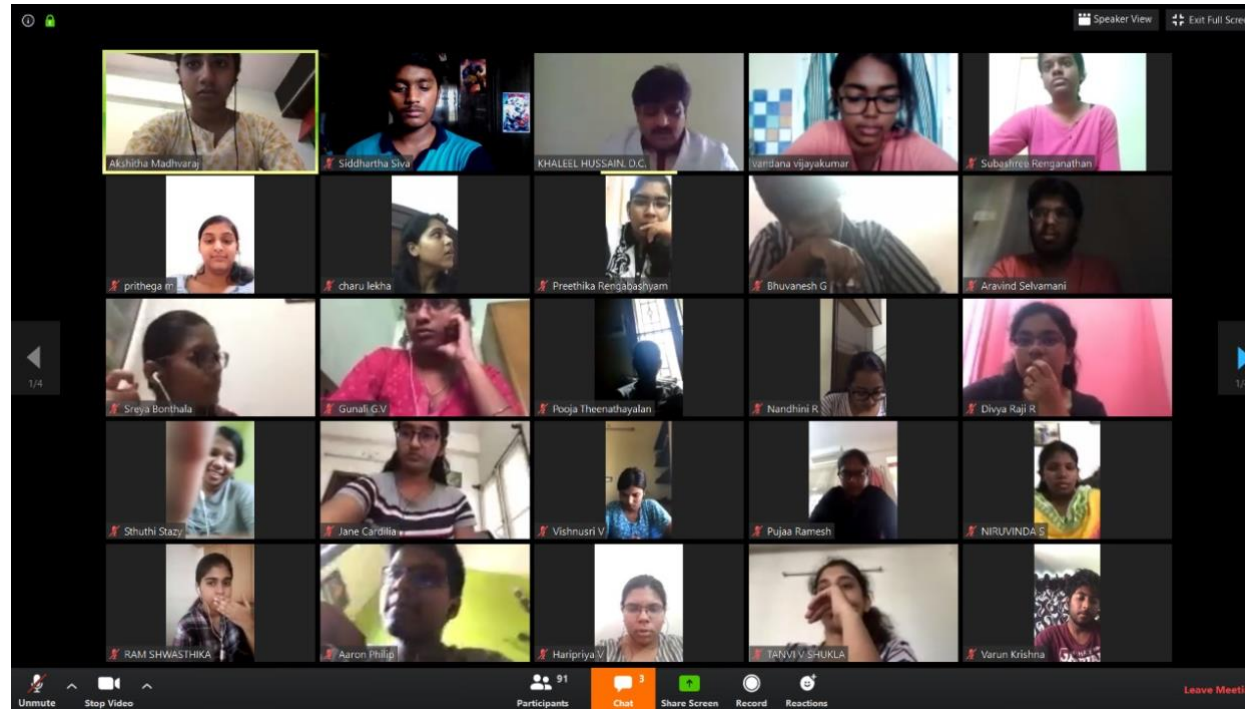 Speaker View
Exit Full Scree
Akshitha Madhvaraj
Siddhartha Siva
KHALEEL HUSSAIN. D.C.
vandana vijayakumar
Subashree Renganathan
prithega m
charu lekha
Preethika Rengabashyam
Bhuvanesh G
Aravind Selvamani
1/4
Sreya Bonthala
Gunali G.V
Pooja Theenathayalan
Nandhini R
Divya Raji R
1/
Sthuthi Stazy
Jane Cardilia
Vishnusri V
Pujaa Ramesh
NIRUVINDA S
RAM SHWASTHIKA
Aaron Philip
Haripriya V
TANVI V SHUKLA
Varun Krishna
Unmute
Stop Video
91
Participants
3
Chat
Share Screen
Record
Reactions
Leave Meeti